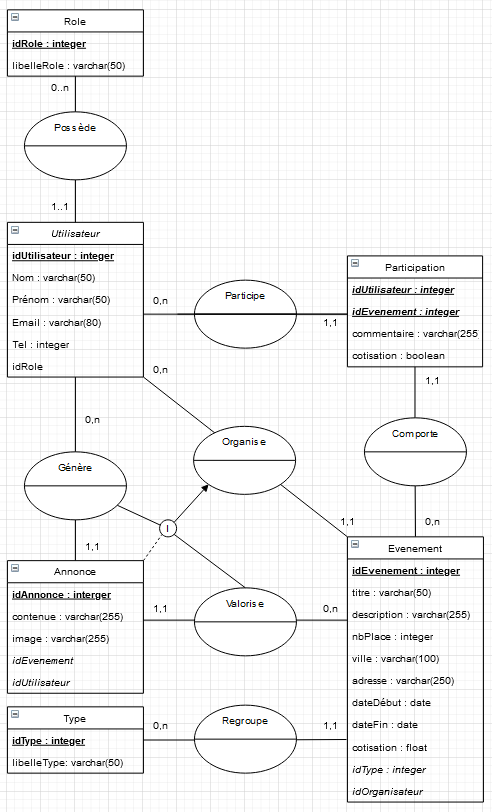 Role
idRole : integer
libelleRole : varchar(50)
0..n
Possède
1..1
Utilisateur
idUtilisateur : integer
Nom : varchar(50)
Prénom : varchar(50)
Email : varchar(80)
Tel : integer
idRole
0,n
Participe
1,1
Participation
idUtilisateur : integer
idEvenement : integer
commentaire : varchar(255
cotisation : boolean
1,1
Comporte
0,n
0,n
Organise
1,1
0,n
Génère
1,1
I
Annonce
idAnnonce : interger
contenue : varchar(255)
image : varchar(255)
idEvenement
idUtilisateur
1,1
Valorise
0,n
Evenement
idEvenement : integer
titre : varchar(50)
description : varchar(255)
nbPlace : integer
ville : varchar(100)
adresse : varchar(250)
dateDébut : date
dateFin : date
cotisation : float
idType : integer
idOrganisateur
Type
idType : integer
libelleType: varchar(50)
0,n
Regroupe
1,1